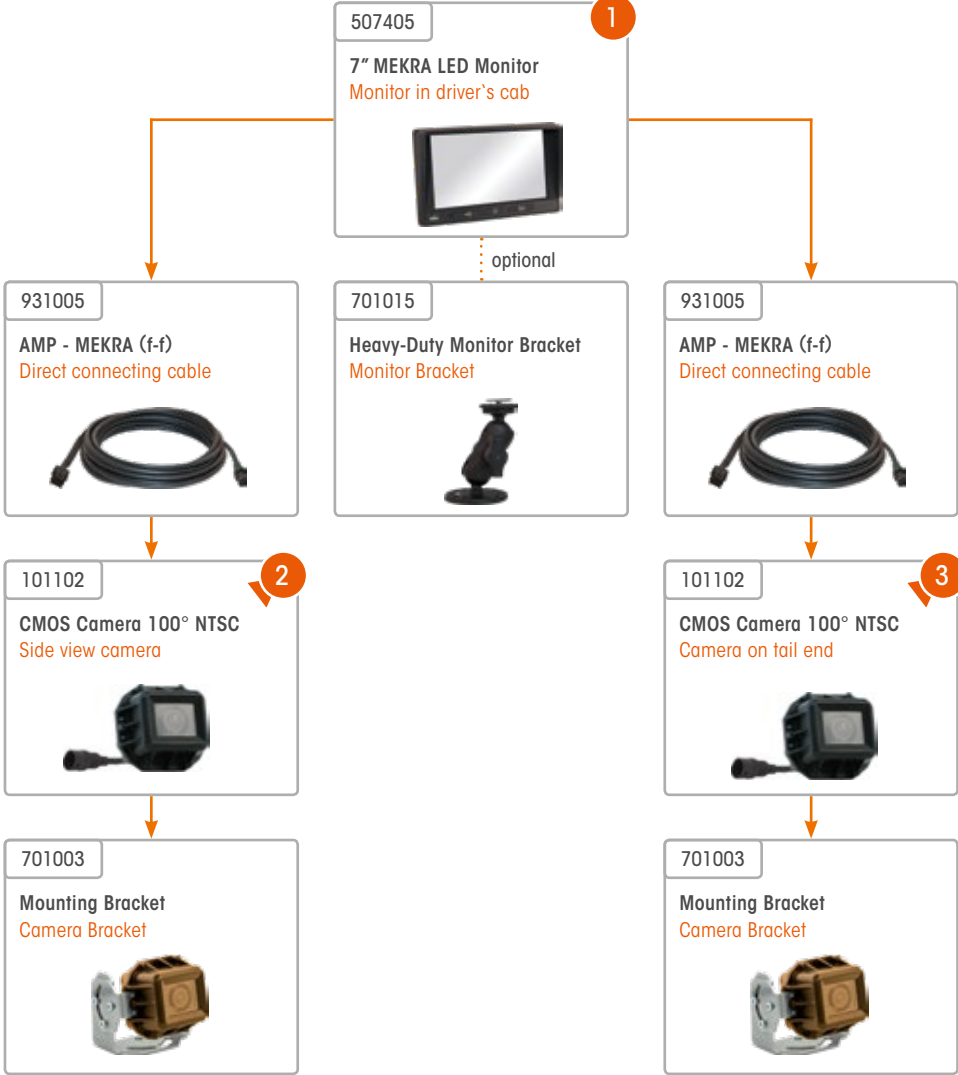 507405
1
7” MEKRA LED Monitor
Monitor in driver`s cab
optional
931005
AMP - MEKRA (f-f)
Direct connecting cable
701015
Heavy-Duty Monitor Bracket
Monitor Bracket
931005
AMP - MEKRA (f-f)
Direct connecting cable
101102
2
CMOS Camera 100° NTSC
Side view camera
101102
3
CMOS Camera 100° NTSC
Camera on tail end
701003
Mounting Bracket
Camera Bracket
701003
Mounting Bracket
Camera Bracket